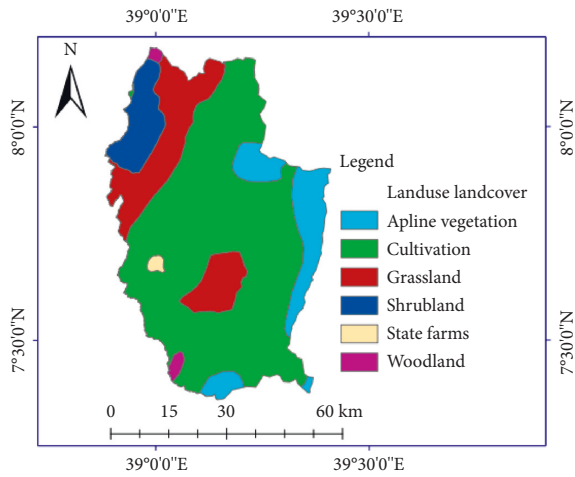 39°0'0"E 39°30'0"E
N
8°0'0"N 8°0'0"N
Legend
Landuse landcover
Apline vegetation
Cultivation
Grassland
Shrubland
State farms
Woodland
7°30'0"N 7°30'0"N
0 15 30 60 km
39°0'0"E 39°30'0"E